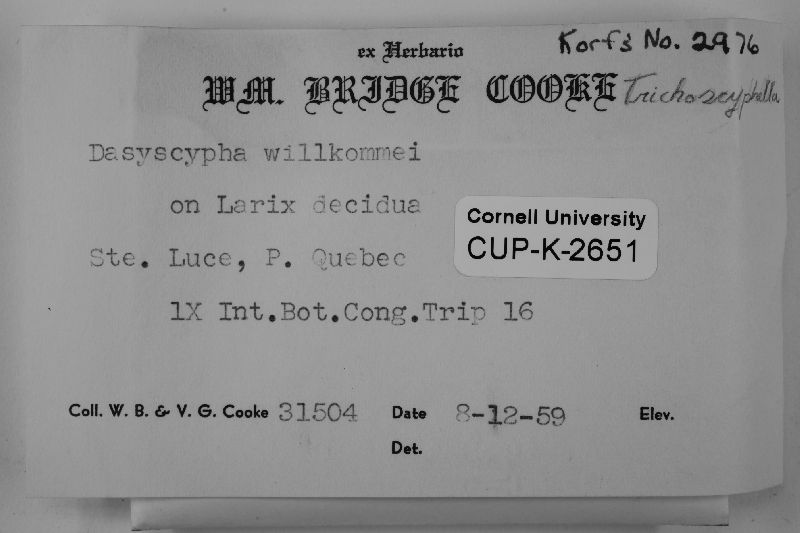 ex Herbario
Korf's No. 2976
WM. BRIDGE COOKE
Trichoscyphella
Dasyscypha willkommei
on Larix decidua
Cornell University
CUP-K-2651
Ste. Luce, P. Quebec
1X Int.Bot.Cong.Trip 16
Coll. W. B. & V. G. Cooke 31504 Date 8-12-59 Elev.
Det.